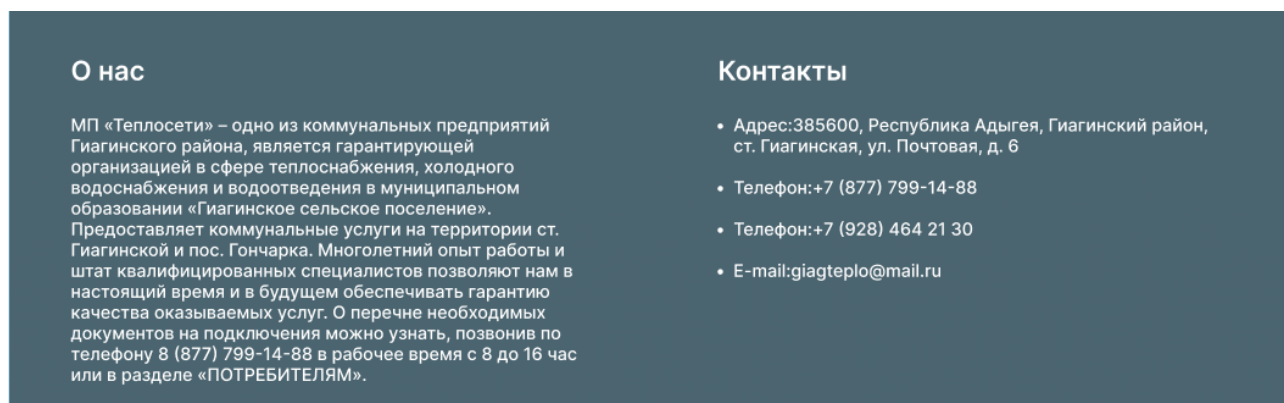 О нас
МП «Теплосети» – одно из коммунальных предприятий
Гиагинского района, является гарантирующей
организацией в сфере теплоснабжения, холодного
водоснабжения и водоотведения в муниципальном
образовании «Гиагинское сельское поселение».
Предоставляет коммунальные услуги на территории ст.
Гиагинской и пос. Гончарка. Многолетний опыт работы и
штат квалифицированных специалистов позволяют нам в
настоящий время и в будущем обеспечивать гарантию
качества оказываемых услуг. О перечне необходимых
документов на подключения можно узнать, позвонив по
телефону 8 (877) 799-14-88 в рабочее время с 8 до 16 час
или в разделе «ПОТРЕБИТЕЛЯМ».
Контакты
• Адрес:385600, Республика Адыгея, Гиагинский район,
ст. Гиагинская, ул. Почтовая, д. 6
• Телефон:+7 (877) 799-14-88
• Телефон:+7 (928) 464 21 30
• E-mail:giagteplo@mail.ru